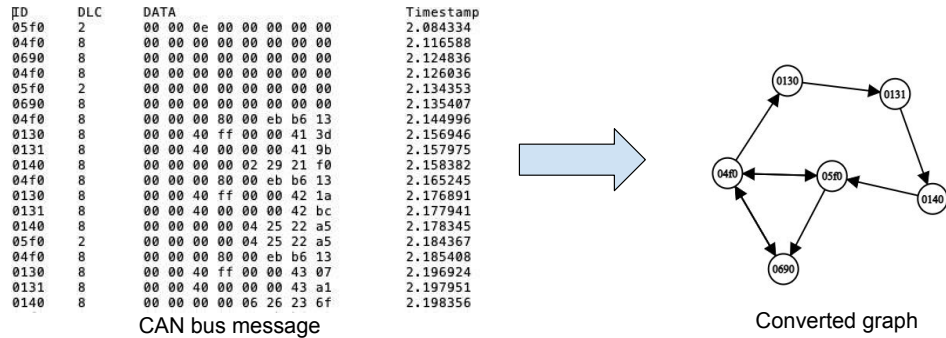 ID DLC DATA Timestamp
05f0 2 00 00 0e 00 00 00 00 00 2.084334
04f0 8 00 00 00 00 00 00 00 00 2.116588
0690 8 00 00 00 00 00 00 00 00 2.124836
04f0 8 00 00 00 00 00 00 00 00 2.126036
05f0 2 00 00 00 00 00 00 00 00 2.134353
0690 8 00 00 00 00 00 00 00 00 2.135407
04f0 8 00 00 00 80 00 eb b6 13 2.144996
0130 8 00 00 40 ff 00 00 41 3d 2.156946
0131 8 00 00 40 00 00 00 41 9b 2.157975
0140 8 00 00 00 00 02 29 21 f0 2.158382
04f0 8 00 00 00 80 00 eb b6 13 2.165245
0130 8 00 00 40 ff 00 00 42 1a 2.176891
0131 8 00 00 40 00 00 00 42 bc 2.177941
0140 8 00 00 00 00 04 25 22 a5 2.178345
05f0 2 00 00 00 00 04 25 22 a5 2.184367
04f0 8 00 00 00 80 00 eb b6 13 2.185408
0130 8 00 00 40 ff 00 00 43 07 2.196924
0131 8 00 00 40 00 00 00 43 a1 2.197951
0140 8 00 00 00 00 06 26 23 6f 2.198356
CAN bus message
0130
0131
04f0
05f0
0140
0690
Converted graph